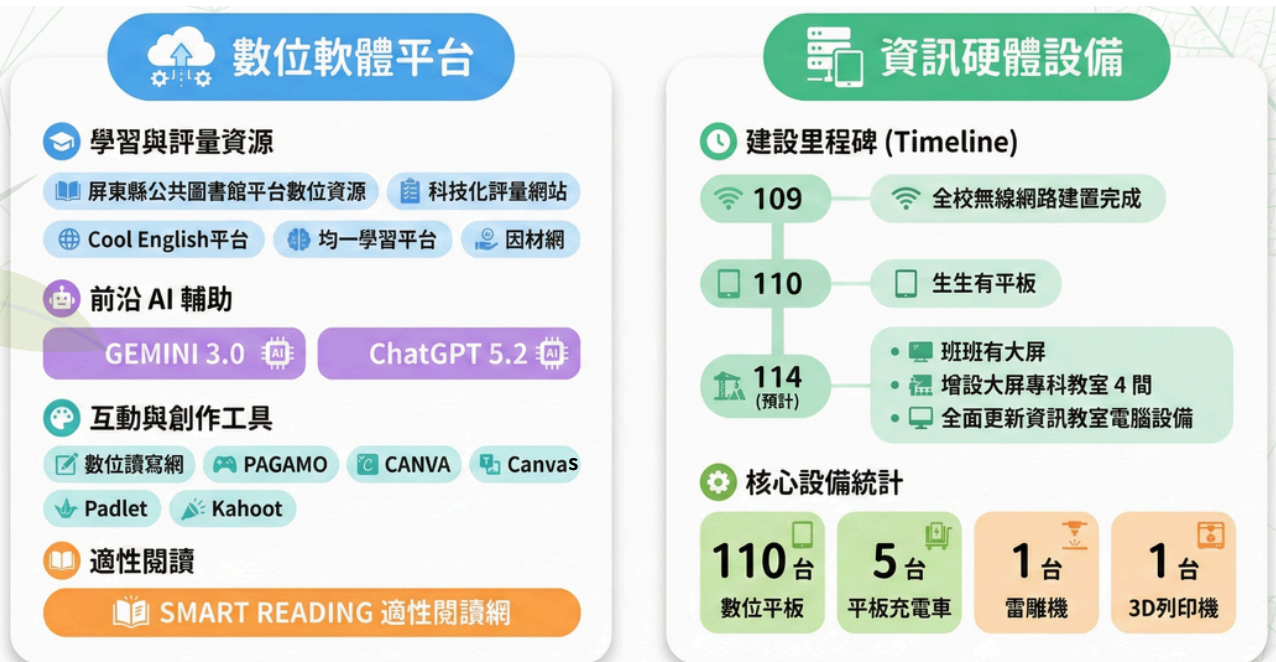 數位軟體平台
學習與評量資源
屏東縣公共圖書館平台數位資源
科技化評量網站
Cool English平台
均一學習平台
因材網
前沿 AI 輔助
GEMINI 3.0
AI
ChatGPT 5.2
AI
互動與創作工具
數位讀寫網
PAGAMO
CANVA
Canvas
Padlet
Kahoot
適性閱讀
SMART READING 適性閱讀網
資訊硬體設備
建設里程碑 (Timeline)
109
全校無線網路建置完成
110
生生有平板
114
(預計)
• 班班有大屏
• 增設大屏專科教室 4 間
• 全面更新資訊教室電腦設備
核心設備統計
110 台
數位平板
5 台
平板充電車
1 台
雷雕機
1 台
3D列印機